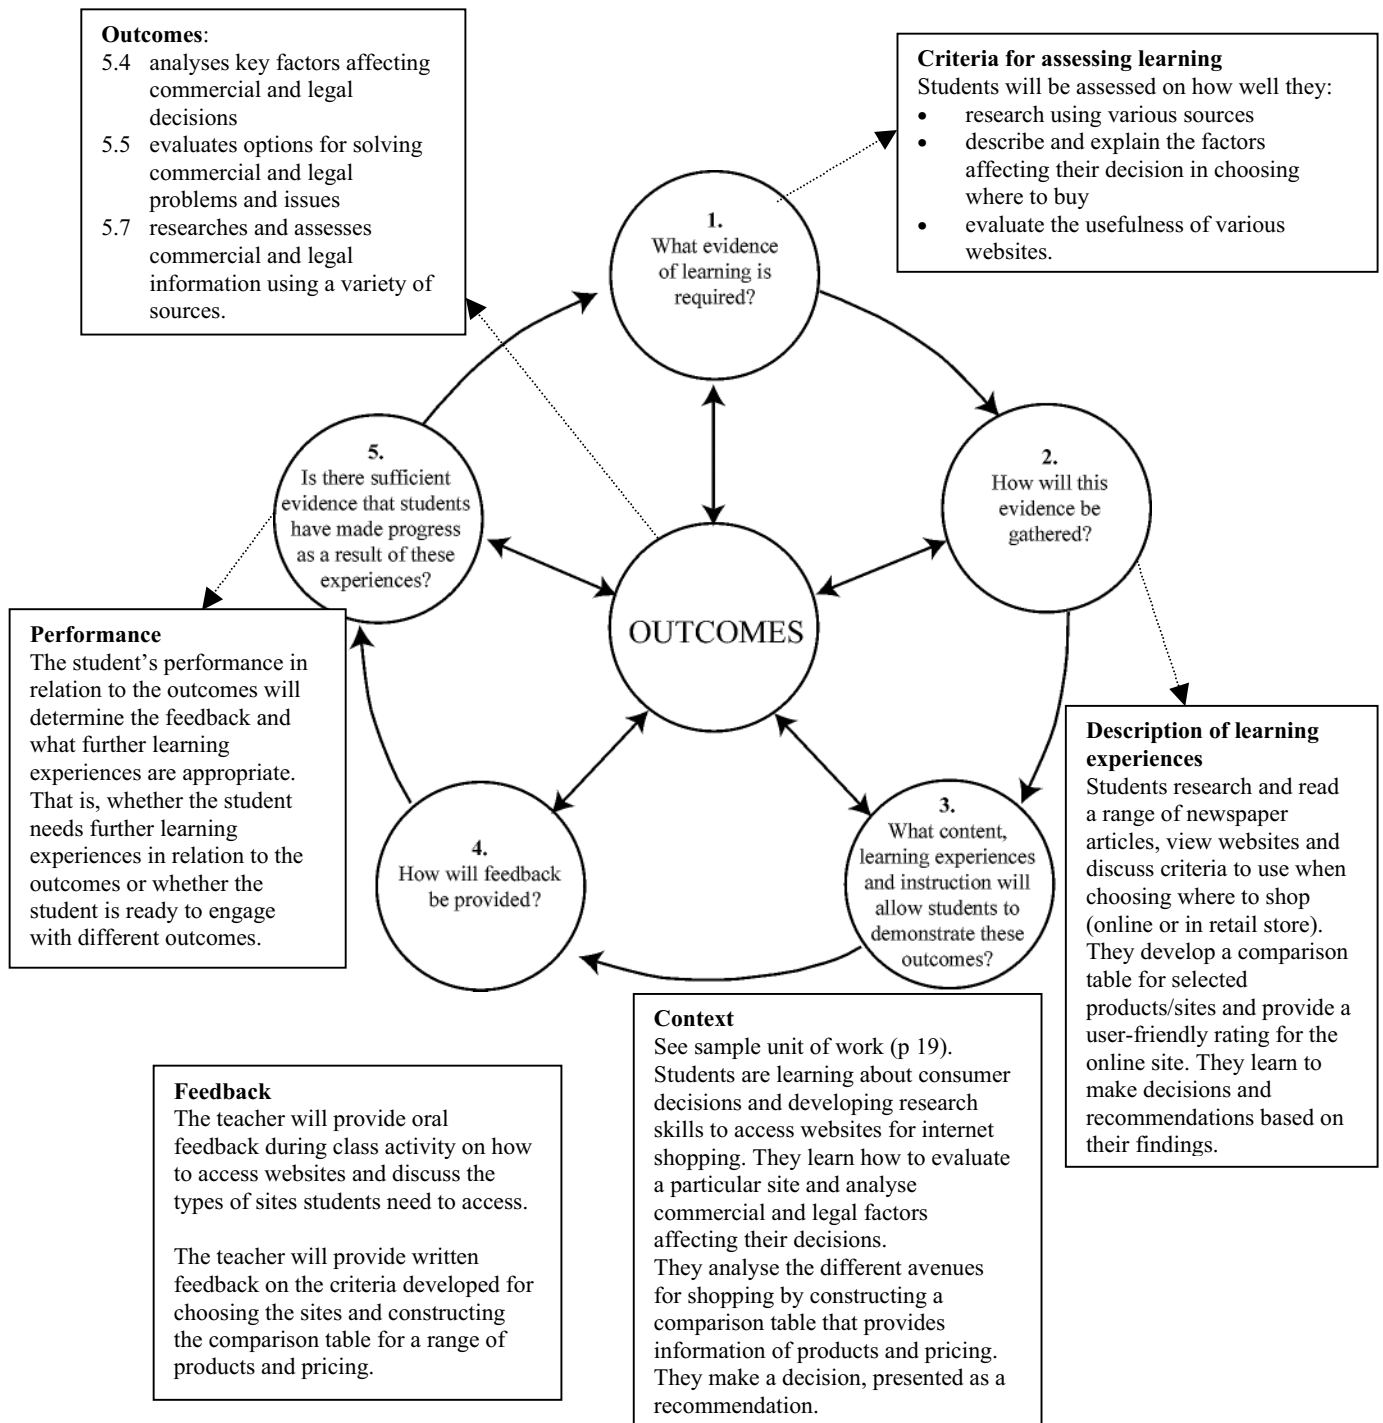 Outcomes:
5.4 analyses key factors affecting
commercial and legal
decisions
5.5 evaluates options for solving
commercial and legal
problems and issues
5.7 researches and assesses
commercial and legal
information using a variety of
sources.
Criteria for assessing learning
Students will be assessed on how well they:
• research using various sources
• describe and explain the factors
affecting their decision in choosing
where to buy
• evaluate the usefulness of various
websites.
1.
What evidence
of learning is
required?
2.
How will this
evidence be
gathered?
5.
Is there sufficient
evidence that students
have made progress
as a result of these
experiences?
OUTCOMES
Performance
The student’s performance in
relation to the outcomes will
determine the feedback and
what further learning
experiences are appropriate.
That is, whether the student
needs further learning
experiences in relation to the
outcomes or whether the
student is ready to engage
with different outcomes.
4.
How will feedback
be provided?
3.
What content,
learning experiences
and instruction will
allow students to
demonstrate these
outcomes?
Description of learning
experiences
Students research and read
a range of newspaper
articles, view websites and
discuss criteria to use when
choosing where to shop
(online or in retail store).
They develop a comparison
table for selected
products/sites and provide a
user-friendly rating for the
online site. They learn to
make decisions and
recommendations based on
their findings.
Feedback
The teacher will provide oral
feedback during class activity on how
to access websites and discuss the
types of sites students need to access.
The teacher will provide written
feedback on the criteria developed for
choosing the sites and constructing
the comparison table for a range of
products and pricing.
Context
See sample unit of work (p 19).
Students are learning about consumer
decisions and developing research
skills to access websites for internet
shopping. They learn how to evaluate
a particular site and analyse
commercial and legal factors
affecting their decisions.
They analyse the different avenues
for shopping by constructing a
comparison table that provides
information of products and pricing.
They make a decision, presented as a
recommendation.